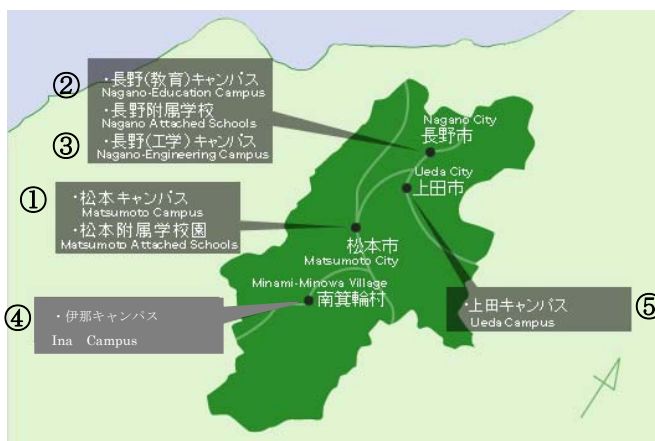 ②
・長野(教育)キャンパス
Nagano-Education Campus
・長野附属学校
Nagano Attached Schools
③
・長野(工学)キャンパス
Nagano-Engineering Campus
Nagano City
長野市
Ueda City
上田市
①
・松本キャンパス
Matsumoto Campus
・松本附属学校園
Matsumoto Attached Schools
松本市
Matsumoto City
Minami-Minowa Village
南箕輪村
④
・伊那キャンパス
Ina Campus
・上田キャンパス
Ueda Campus
⑤